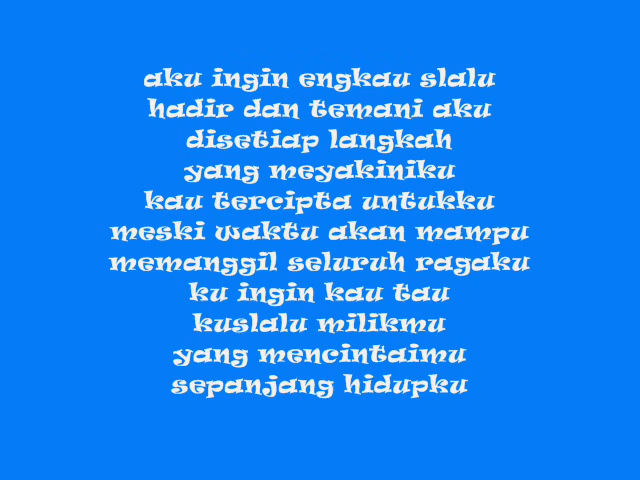 aku ingin engkau slalu
hadir dan temani aku
disetiap langkah
yang meyakiniku
kau tercipta untukku
meski waktu akan mampu
memanggil seluruh ragaku
ku ingin kau tau
kuslalu milikmu
yang mencintaimu
sepanjang hidupku